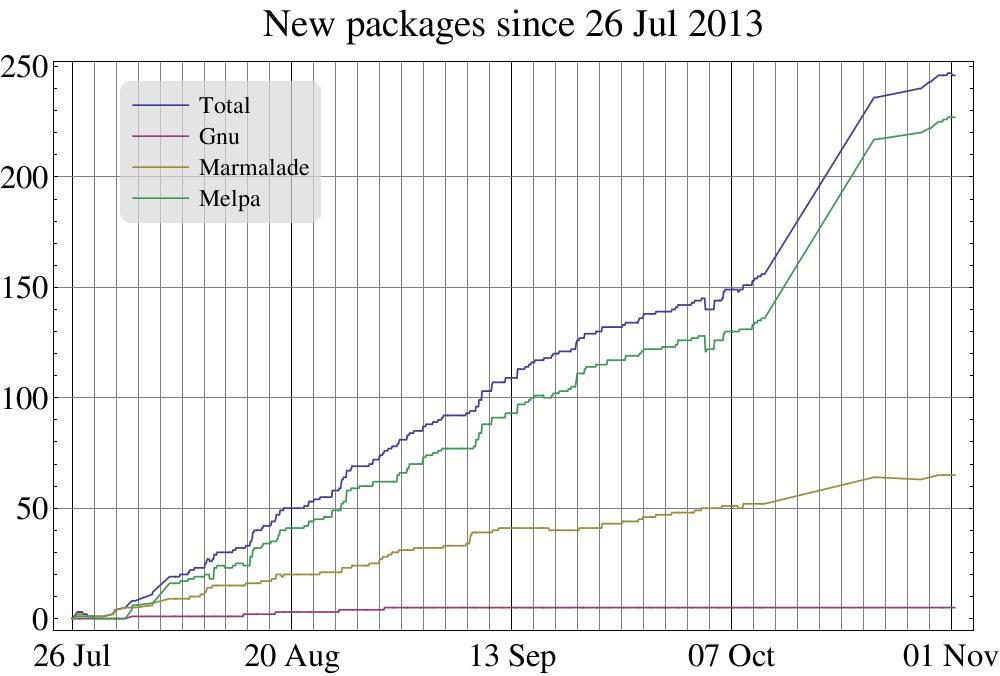 New packages since 26 Jul 2013
250
200
150
100
50
0
Total
Gnu
Marmalade
Melpa
26 Jul
20 Aug
13 Sep
07 Oct
01 Nov